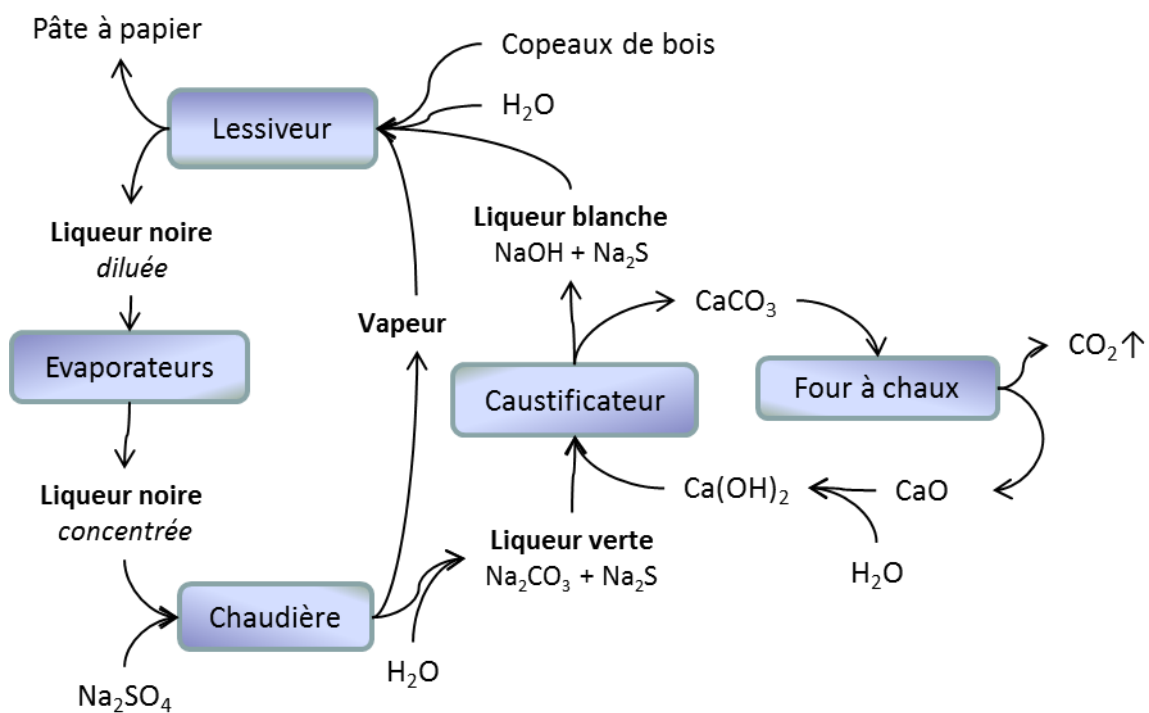 Pâte à papier
Copeaux de bois
H₂O
Lessiveur
Liqueur noire
diluée
Liqueur blanche
NaOH + Na₂S
Vapeur
CaCO₃
CO₂↑
Evaporateurs
Caustificateur
Four à chaux
Liqueur noire
concentrée
Ca(OH)₂
CaO
Liqueur verte
Na₂CO₃ + Na₂S
H₂O
Chaudière
H₂O
Na₂SO₄